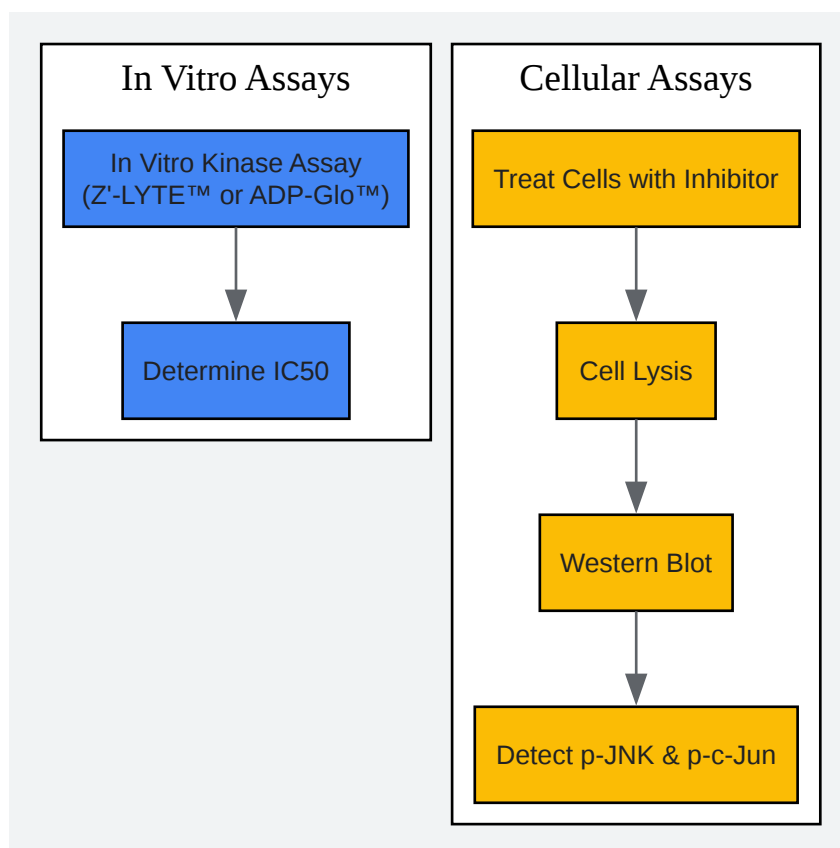 In Vitro Assays
In Vitro Kinase Assay
(Z'-LYTE™ or ADP-Glo™)
Determine IC50
Cellular Assays
Treat Cells with Inhibitor
Cell Lysis
Western Blot
Detect p-JNK & p-c-Jun